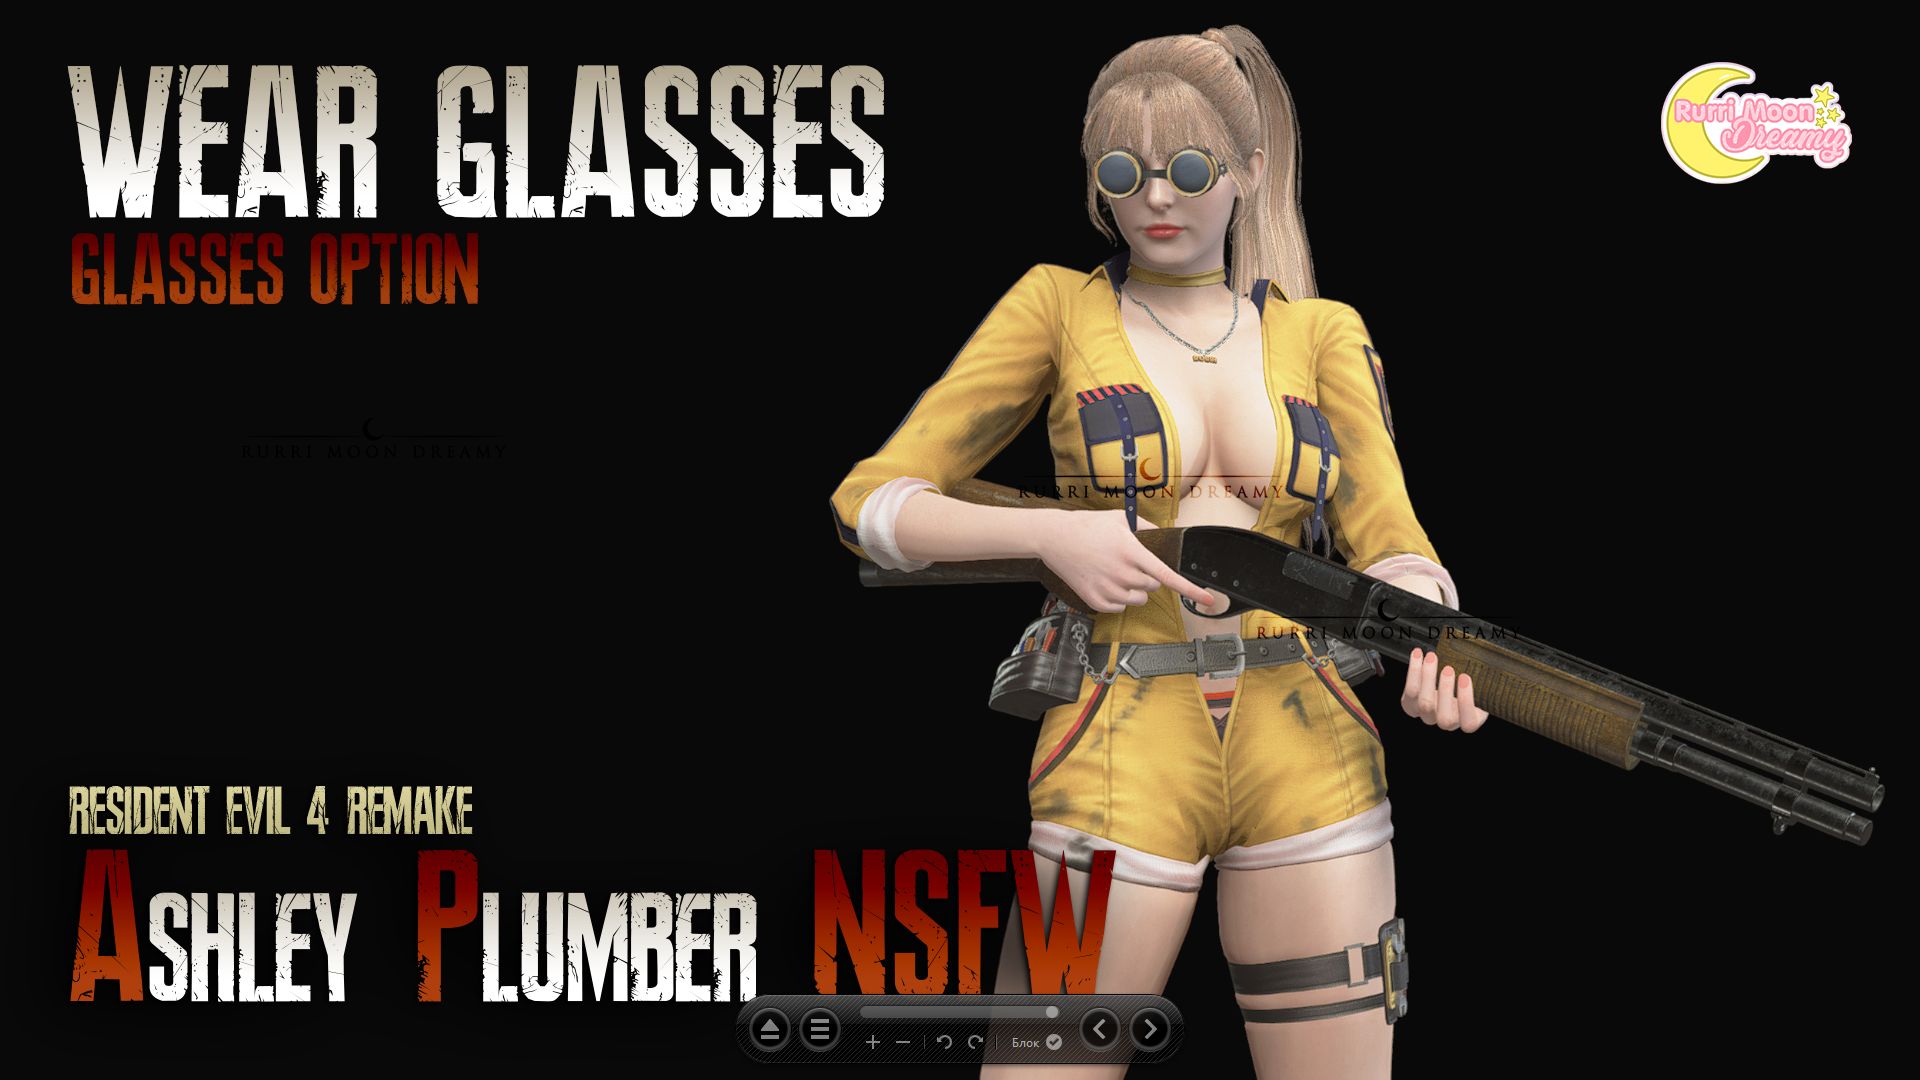 WEAR GLASSES
GLASSES OPTION
Rurri Moon
Dreamy
RURRI MOON DREAMY
RURRI MOON DREAMY
RURRI MOON DREAMY
RESIDENT EVIL 4 REMAKE
ASHLEY PLUMBER NSFW
Блок